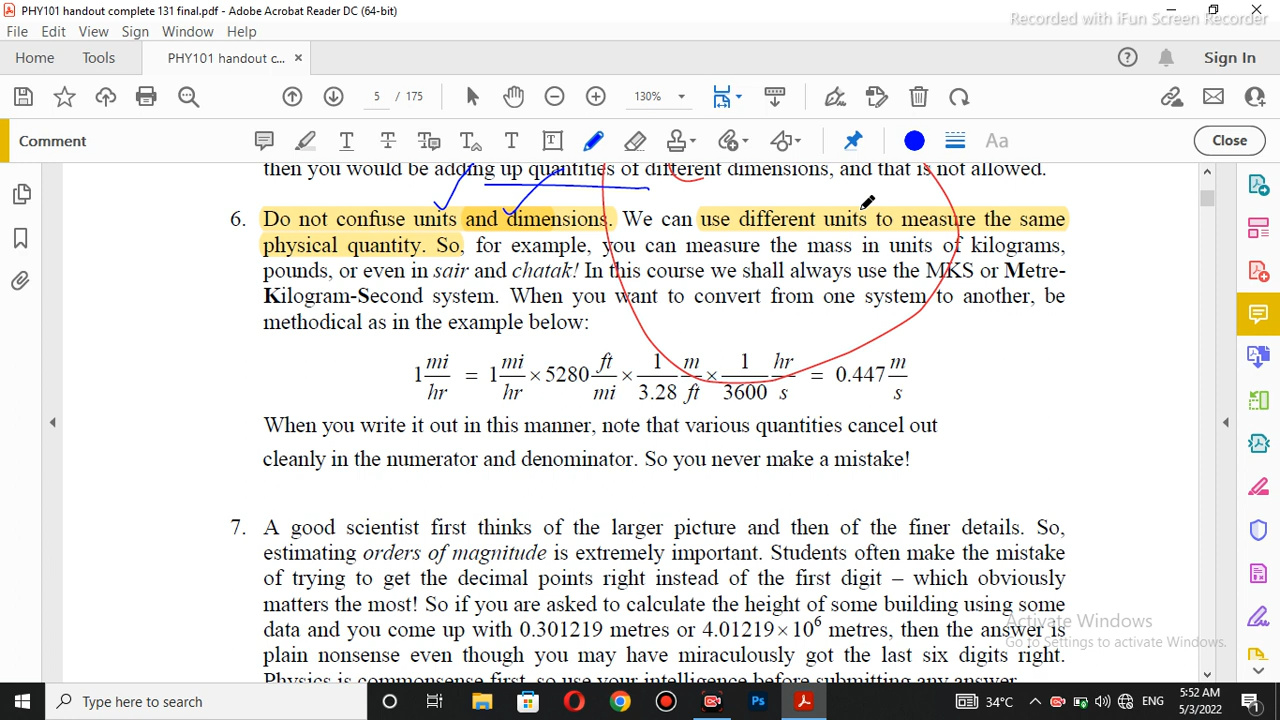 PHY101 handout complete 131 final.pdf - Adobe Acrobat Reader DC (64-bit)
Recorded with iFun Screen Recorder
File Edit View Sign Window Help
Home Tools PHY101 handout c... × Sign In
5 / 175 130%
Comment Close
then you would be adding up quantities of different dimensions, and that is not allowed.
6. Do not confuse units and dimensions. We can use different units to measure the same
physical quantity. So, for example, you can measure the mass in units of kilograms,
pounds, or even in sair and chatak! In this course we shall always use the MKS or Metre-
Kilogram-Second system. When you want to convert from one system to another, be
methodical as in the example below:
1 mi/hr = 1 mi/hr × 5280 ft/mi × 1/3.28 m/ft × 1/3600 hr/s = 0.447 m/s
When you write it out in this manner, note that various quantities cancel out
cleanly in the numerator and denominator. So you never make a mistake!
7. A good scientist first thinks of the larger picture and then of the finer details. So,
estimating orders of magnitude is extremely important. Students often make the mistake
of trying to get the decimal points right instead of the first digit – which obviously
matters the most! So if you are asked to calculate the height of some building using some
data and you come up with 0.301219 metres or 4.01219×10⁶ metres, then the answer is
plain nonsense even though you may have miraculously got the last six digits right.
Physics is commonsense first, so use your intelligence before submitting any answer.
Activate Windows
Go to Settings to activate Windows.
Type here to search
34°C ENG 5:52 AM
5/3/2022